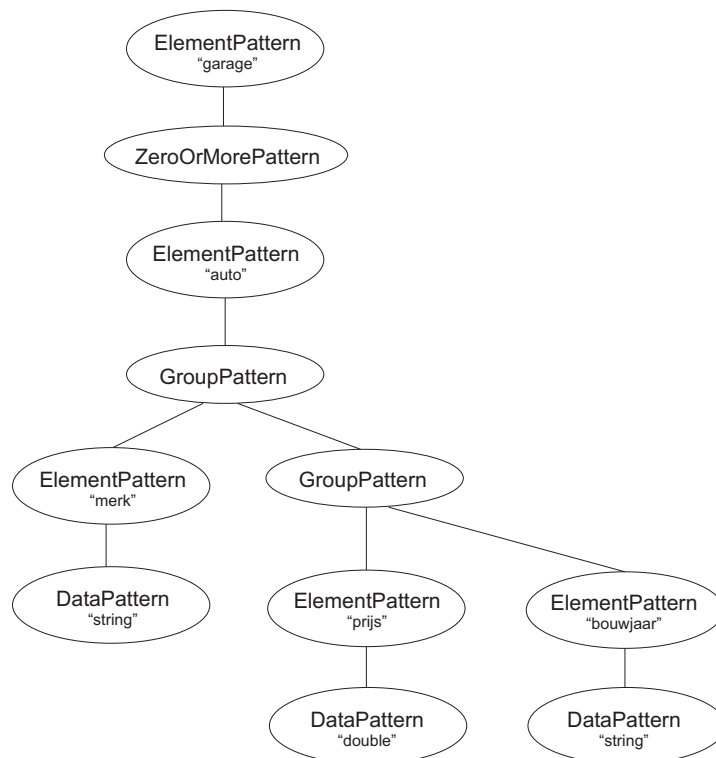 ElementPattern
“garage”
ZeroOrMorePattern
ElementPattern
“auto”
GroupPattern
ElementPattern
“merk”
GroupPattern
DataPattern
“string”
ElementPattern
“prijs”
ElementPattern
“bouwjaar”
DataPattern
“double”
DataPattern
“string”